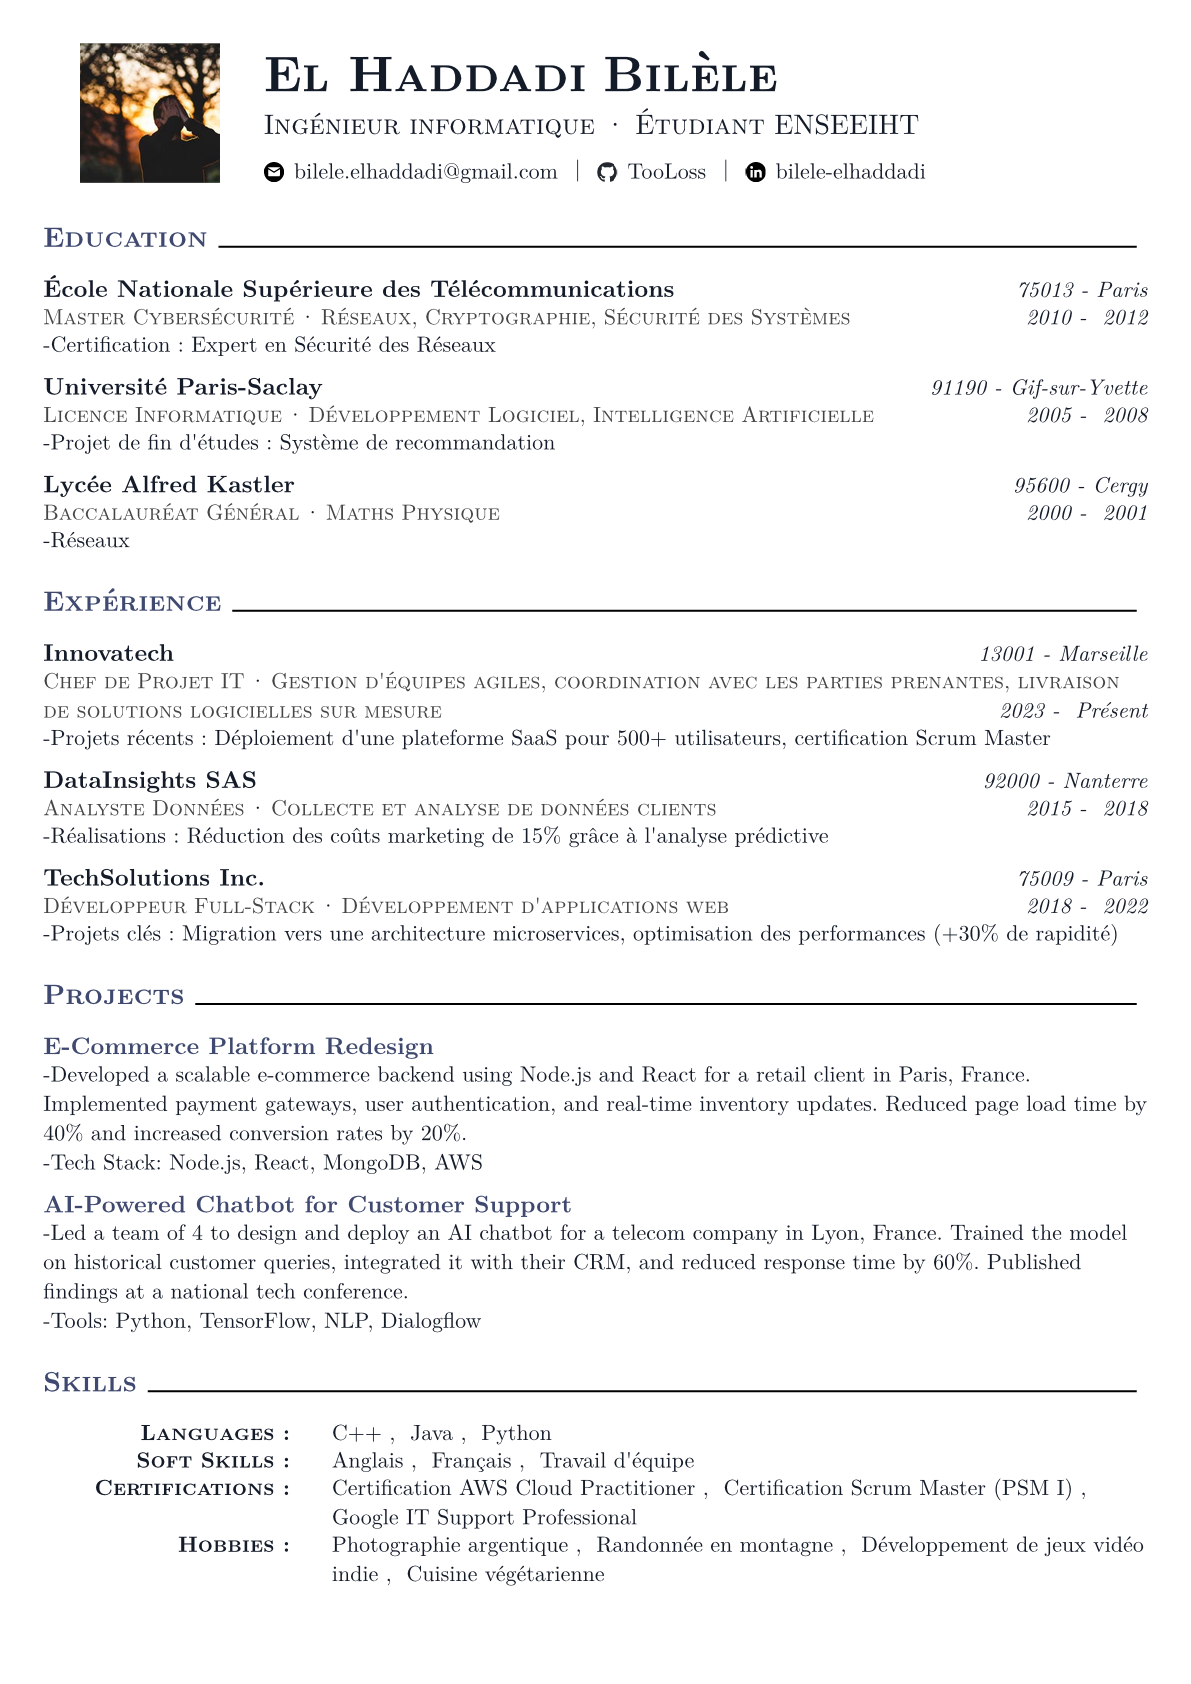 El Haddadi Bilèle
Ingénieur informatique · Étudiant ENSEEIHT
bilele.elhaddadi@gmail.com | TooLoss | bilele-elhaddadi
Education
École Nationale Supérieure des Télécommunications 75013 - Paris
Master Cybersécurité · Réseaux, Cryptographie, Sécurité des Systèmes 2010 - 2012
-Certification : Expert en Sécurité des Réseaux
Université Paris-Saclay 91190 - Gif-sur-Yvette
Licence Informatique · Développement Logiciel, Intelligence Artificielle 2005 - 2008
-Projet de fin d'études : Système de recommandation
Lycée Alfred Kastler 95600 - Cergy
Baccalauréat Général · Maths Physique 2000 - 2001
-Réseaux
Expérience
Innovatech 13001 - Marseille
Chef de Projet IT · Gestion d'équipes agiles, coordination avec les parties prenantes, livraison
de solutions logicielles sur mesure 2023 - Présent
-Projets récents : Déploiement d'une plateforme SaaS pour 500+ utilisateurs, certification Scrum Master
DataInsights SAS 92000 - Nanterre
Analyste Données · Collecte et analyse de données clients 2015 - 2018
-Réalisations : Réduction des coûts marketing de 15% grâce à l'analyse prédictive
TechSolutions Inc. 75009 - Paris
Développeur Full-Stack · Développement d'applications web 2018 - 2022
-Projets clés : Migration vers une architecture microservices, optimisation des performances (+30% de rapidité)
Projects
E-Commerce Platform Redesign
-Developed a scalable e-commerce backend using Node.js and React for a retail client in Paris, France.
Implemented payment gateways, user authentication, and real-time inventory updates. Reduced page load time by
40% and increased conversion rates by 20%.
-Tech Stack: Node.js, React, MongoDB, AWS
AI-Powered Chatbot for Customer Support
-Led a team of 4 to design and deploy an AI chatbot for a telecom company in Lyon, France. Trained the model
on historical customer queries, integrated it with their CRM, and reduced response time by 60%. Published
findings at a national tech conference.
-Tools: Python, TensorFlow, NLP, Dialogflow
Skills
Languages : C++ , Java , Python
Soft Skills : Anglais , Français , Travail d'équipe
Certifications : Certification AWS Cloud Practitioner , Certification Scrum Master (PSM I) ,
Google IT Support Professional
Hobbies : Photographie argentique , Randonnée en montagne , Développement de jeux vidéo
indie , Cuisine végétarienne